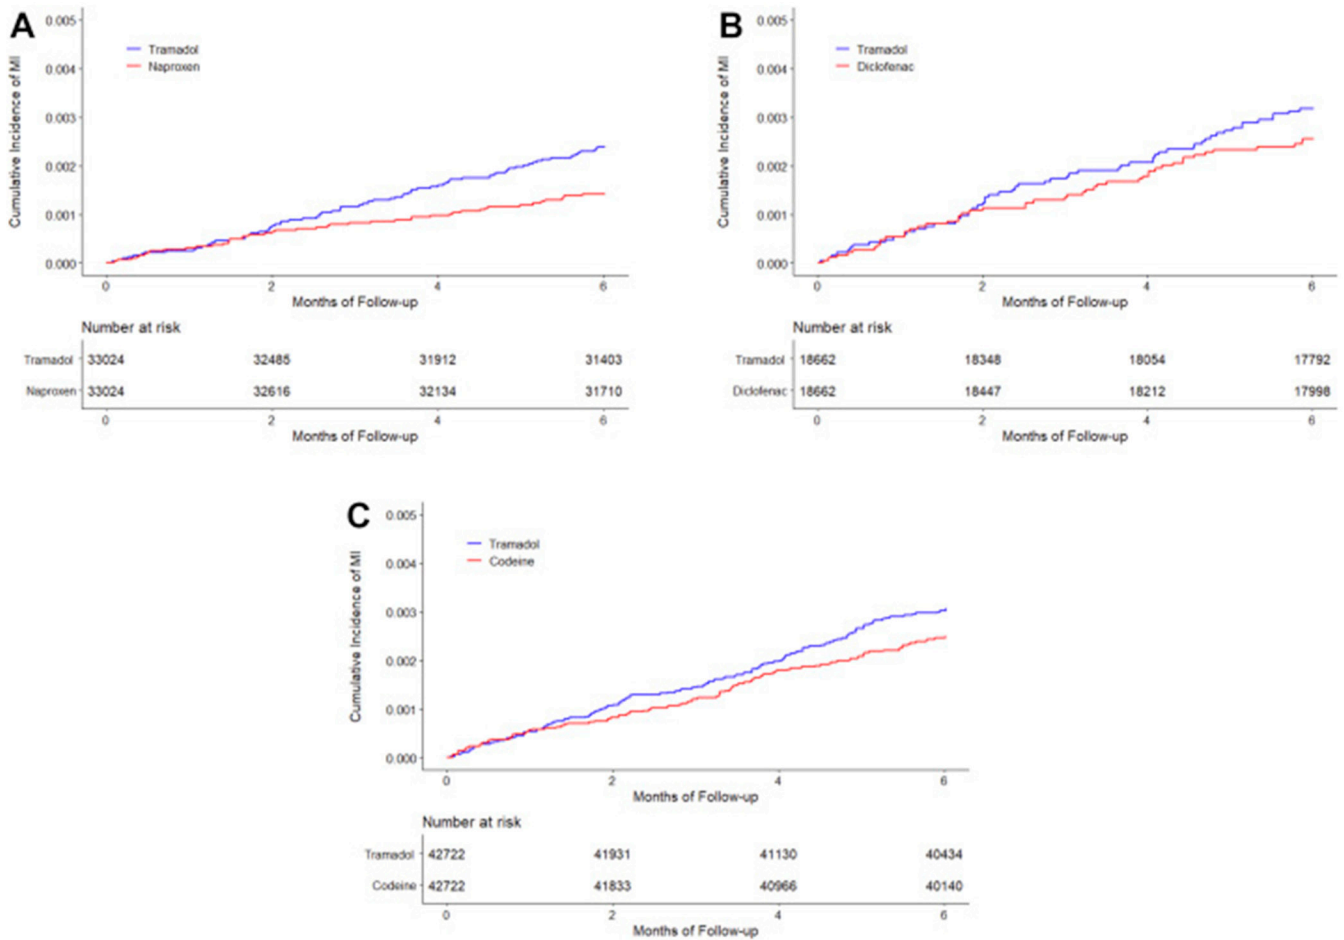 A
Cumulative Incidence of MI
0.005
0.004
0.003
0.002
0.001
0.000
Tramadol
Naproxen
0 2 4 6
Months of Follow-up
Number at risk
Tramadol 33024 32485 31912 31403
Naproxen 33024 32616 32134 31710
0 2 4 6
Months of Follow-up
B
Cumulative Incidence of MI
0.005
0.004
0.003
0.002
0.001
0.000
Tramadol
Diclofenac
0 2 4 6
Months of Follow-up
Number at risk
Tramadol 18662 18348 18054 17792
Diclofenac 18662 18447 18212 17998
0 2 4 6
Months of Follow-up
C
Cumulative Incidence of MI
0.005
0.004
0.003
0.002
0.001
0.000
Tramadol
Codeine
0 2 4 6
Months of Follow-up
Number at risk
Tramadol 42722 41931 41130 40434
Codeine 42722 41833 40966 40140
0 2 4 6
Months of Follow-up